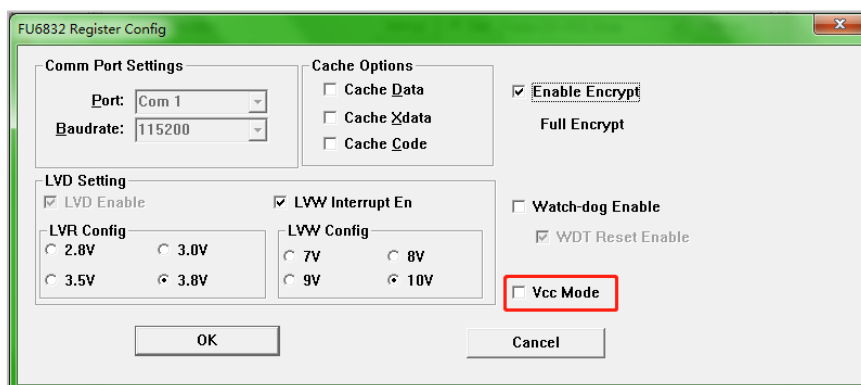 FU6832 Register Config
Comm Port Settings
Port: Com 1
Baudrate: 115200
Cache Options
Cache Data
Cache Xdata
Cache Code
Enable Encrypt
Full Encrypt
LVD Setting
LVD Enable
LVW Interrupt En
LVR Config
2.8V 3.0V
3.5V 3.8V
LVW Config
7V 8V
9V 10V
Watch-dog Enable
WDT Reset Enable
Vcc Mode
OK
Cancel